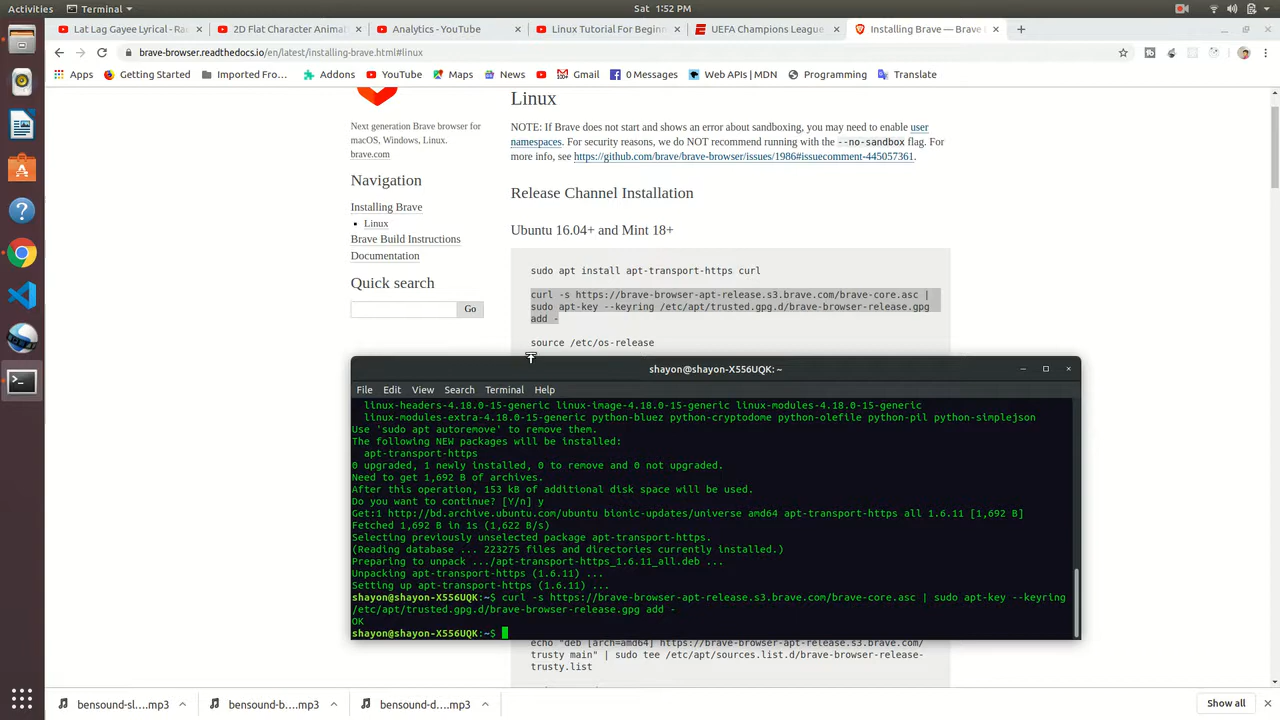 Activities
Terminal
Sat 1:52 PM
Lat Lag Gayee Lyrical - Ra
2D Flat Character Animat
Analytics - YouTube
Linux Tutorial For Beginn
UEFA Champions League
Installing Brave — Brave
brave-browser.readthedocs.io/en/latest/installing-brave.html#linux
Apps
Getting Started
Imported Fro...
Addons
YouTube
Maps
News
Gmail
0 Messages
Web APIs | MDN
Programming
Translate
Next generation Brave browser for
macOS, Windows, Linux.
brave.com
Navigation
Installing Brave
Linux
Brave Build Instructions
Documentation
Quick search
Go
Linux
NOTE: If Brave does not start and shows an error about sandboxing, you may need to enable user
namespaces. For security reasons, we do NOT recommend running with the --no-sandbox flag. For
more info, see https://github.com/brave/brave-browser/issues/1986#issuecomment-445057361.
Release Channel Installation
Ubuntu 16.04+ and Mint 18+
sudo apt install apt-transport-https curl
curl -s https://brave-browser-apt-release.s3.brave.com/brave-core.asc |
sudo apt-key --keyring /etc/apt/trusted.gpg.d/brave-browser-release.gpg
add -
source /etc/os-release
shayon@shayon-X556UQK: ~
File Edit View Search Terminal Help
linux-headers-4.18.0-15-generic linux-image-4.18.0-15-generic linux-modules-4.18.0-15-generic
linux-modules-extra-4.18.0-15-generic python-bluez python-cryptodome python-olefile python-pil python-simplejson
Use 'sudo apt autoremove' to remove them.
The following NEW packages will be installed:
apt-transport-https
0 upgraded, 1 newly installed, 0 to remove and 0 not upgraded.
Need to get 1,692 B of archives.
After this operation, 153 kB of additional disk space will be used.
Do you want to continue? [Y/n] y
Get:1 http://bd.archive.ubuntu.com/ubuntu bionic-updates/universe amd64 apt-transport-https all 1.6.11 [1,692 B]
Fetched 1,692 B in 1s (1,622 B/s)
Selecting previously unselected package apt-transport-https.
(Reading database ... 223275 files and directories currently installed.)
Preparing to unpack .../apt-transport-https_1.6.11_all.deb ...
Unpacking apt-transport-https (1.6.11) ...
Setting up apt-transport-https (1.6.11) ...
shayon@shayon-X556UQK:~$ curl -s https://brave-browser-apt-release.s3.brave.com/brave-core.asc | sudo apt-key --keyring
/etc/apt/trusted.gpg.d/brave-browser-release.gpg add -
OK
shayon@shayon-X556UQK:~$
echo "deb [arch=amd64] https://brave-browser-apt-release.s3.brave.com/
trusty main" | sudo tee /etc/apt/sources.list.d/brave-browser-release-
trusty.list
bensound-sl....mp3
bensound-b....mp3
bensound-d....mp3
Show all